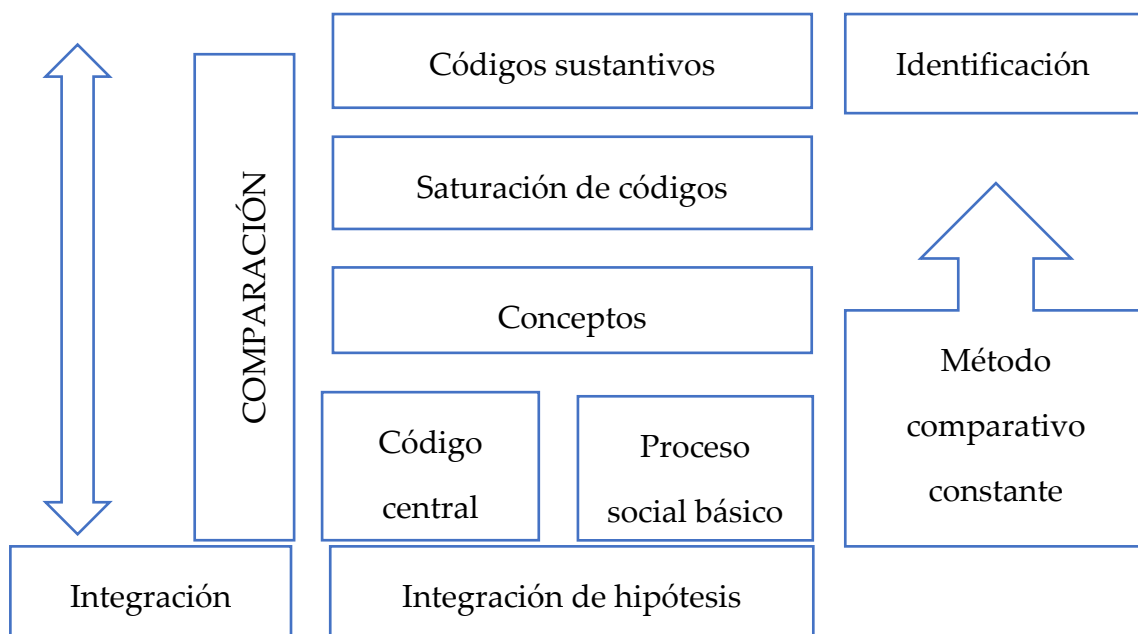 Códigos sustantivos
Identificación
COMPARACIÓN
Saturación de códigos
Conceptos
Método
comparativo
constante
Código
central
Proceso
social básico
Integración
Integración de hipótesis